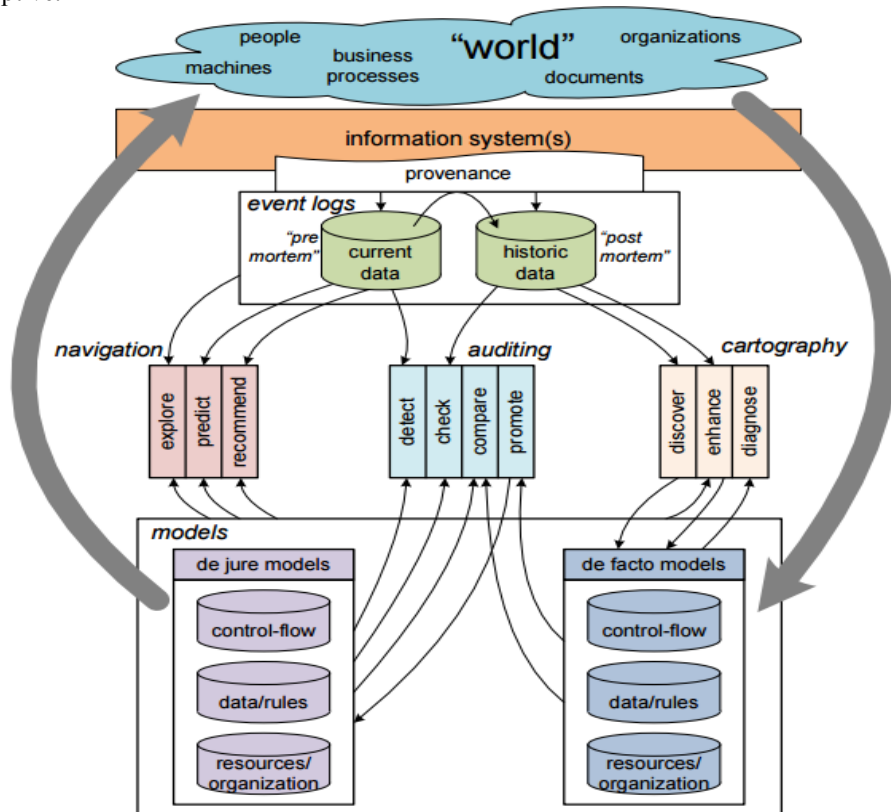 people
"world"
organizations
machines
business
processes
documents
information system(s)
provenance
event logs
"pre
mortem"
current
data
historic
data
"post
mortem"
navigation
auditing
cartography
explore
predict
recommend
detect
check
compare
promote
discover
enhance
diagnose
models
de jure models
de facto models
control-flow
control-flow
data/rules
data/rules
resources/
organization
resources/
organization